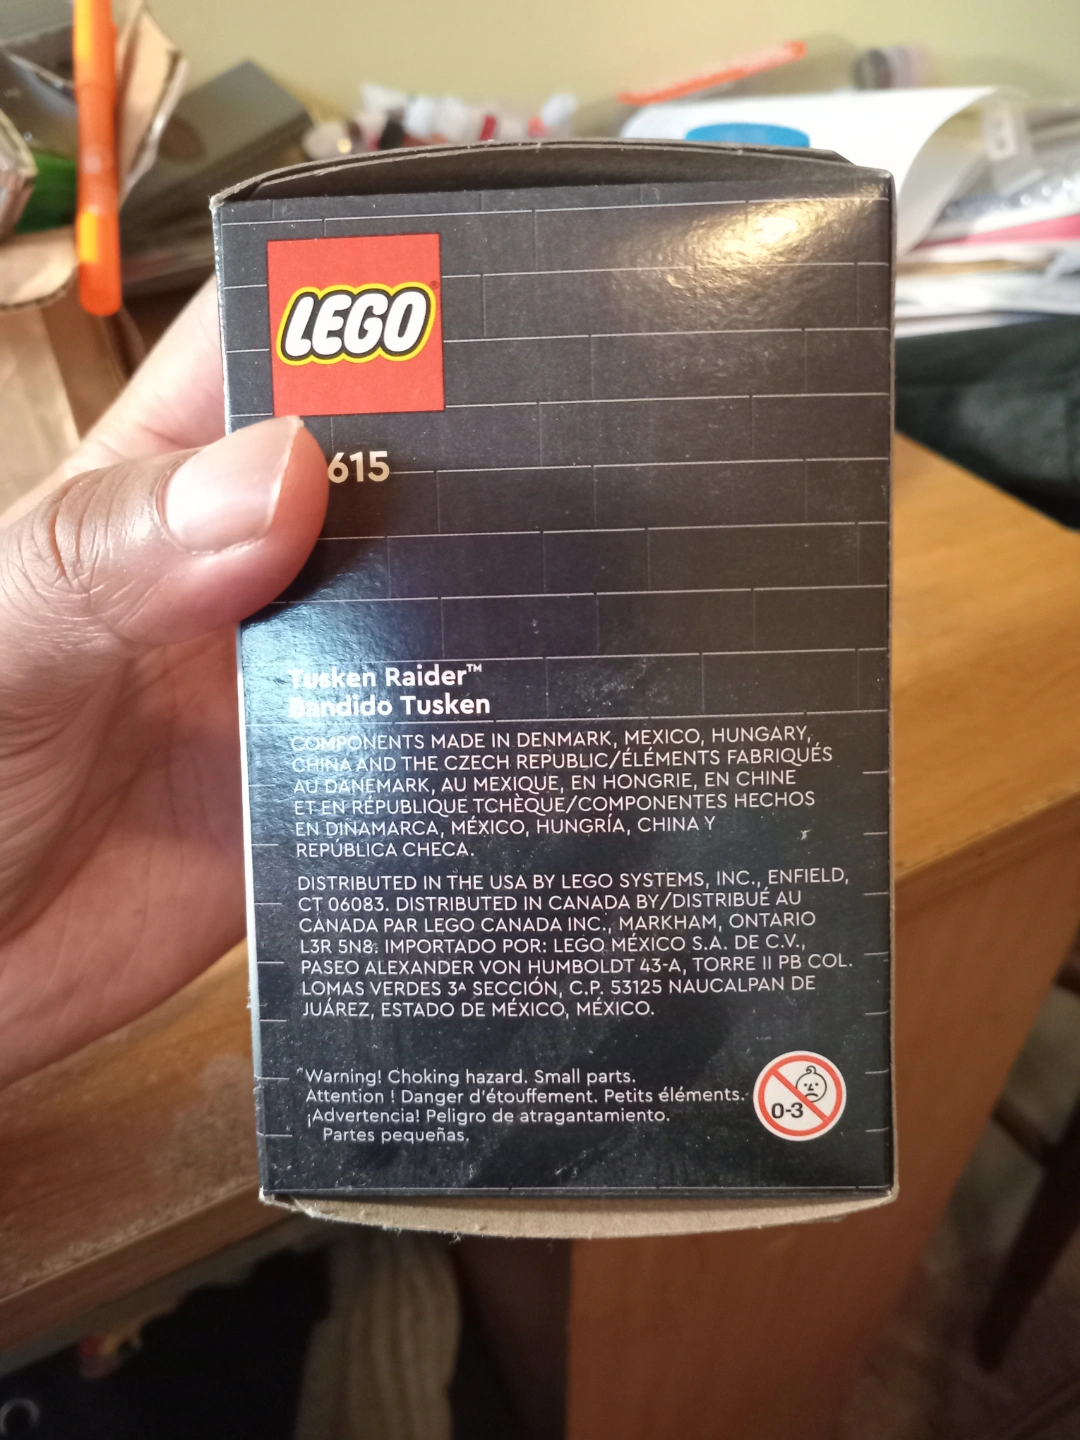 LEGO
615
Tusken Raider™
Bandido Tusken
COMPONENTS MADE IN DENMARK, MEXICO, HUNGARY,
CHINA AND THE CZECH REPUBLIC/ÉLÉMENTS FABRIQUÉS
AU DANEMARK, AU MEXIQUE, EN HONGRIE, EN CHINE
ET EN RÉPUBLIQUE TCHÈQUE/COMPONENTES HECHOS
EN DINAMARCA, MÉXICO, HUNGRÍA, CHINA Y
REPÚBLICA CHECA.
DISTRIBUTED IN THE USA BY LEGO SYSTEMS, INC., ENFIELD,
CT 06083. DISTRIBUTED IN CANADA BY/DISTRIBUÉ AU
CANADA PAR LEGO CANADA INC., MARKHAM, ONTARIO
L3R 5N8. IMPORTADO POR: LEGO MÉXICO S.A. DE C.V.,
PASEO ALEXANDER VON HUMBOLDT 43-A, TORRE II PB COL.
LOMAS VERDES 3ᴬ SECCIÓN, C.P. 53125 NAUCALPAN DE
JUÁREZ, ESTADO DE MÉXICO, MÉXICO.
Warning! Choking hazard. Small parts.
Attention ! Danger d'étouffement. Petits éléments.
¡Advertencia! Peligro de atragantamiento.
Partes pequeñas.
0-3